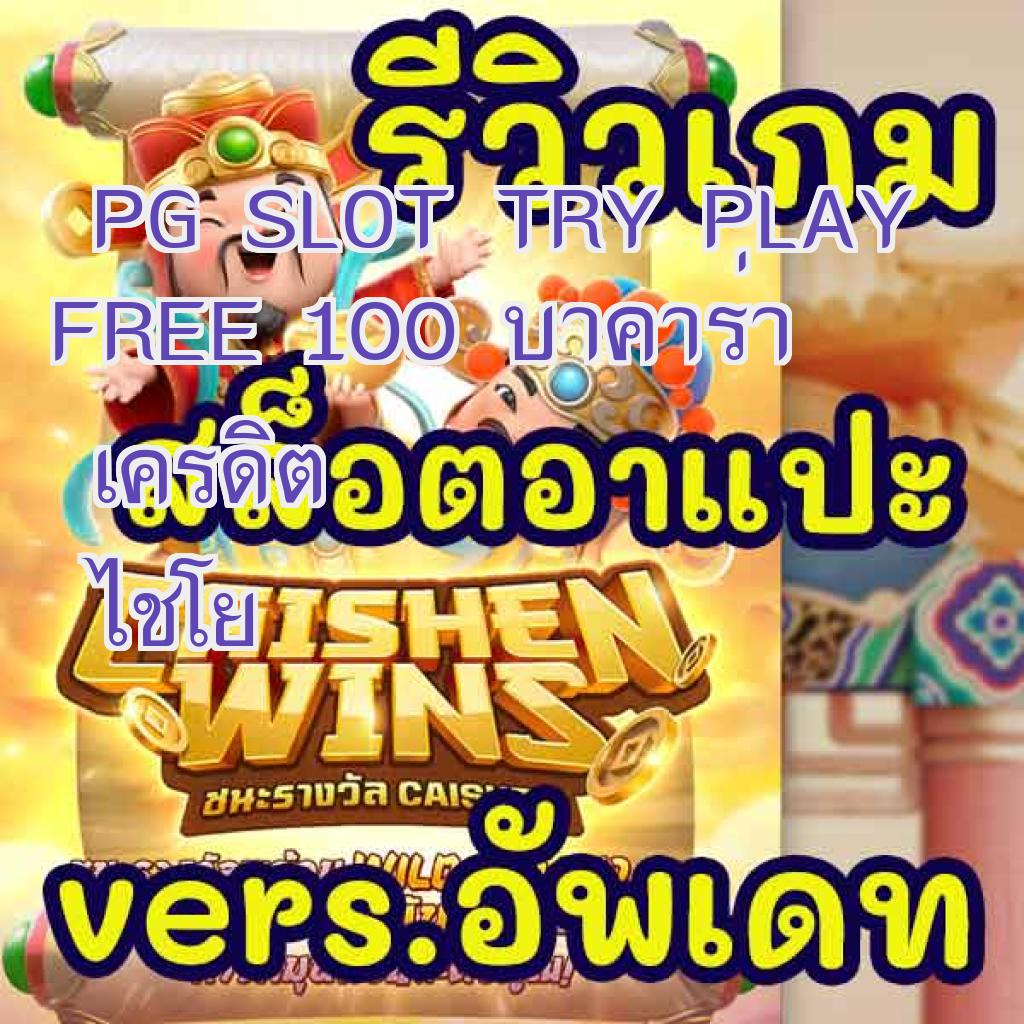 รีวิวเกม
PG SLOT TRY PLAY
FREE 100 บาคาร่า
สล็อตอาแปะ
เครดิต
ไชโย
CAISHEN
WINS
ชนะรางวัล
vers.อัพเดท